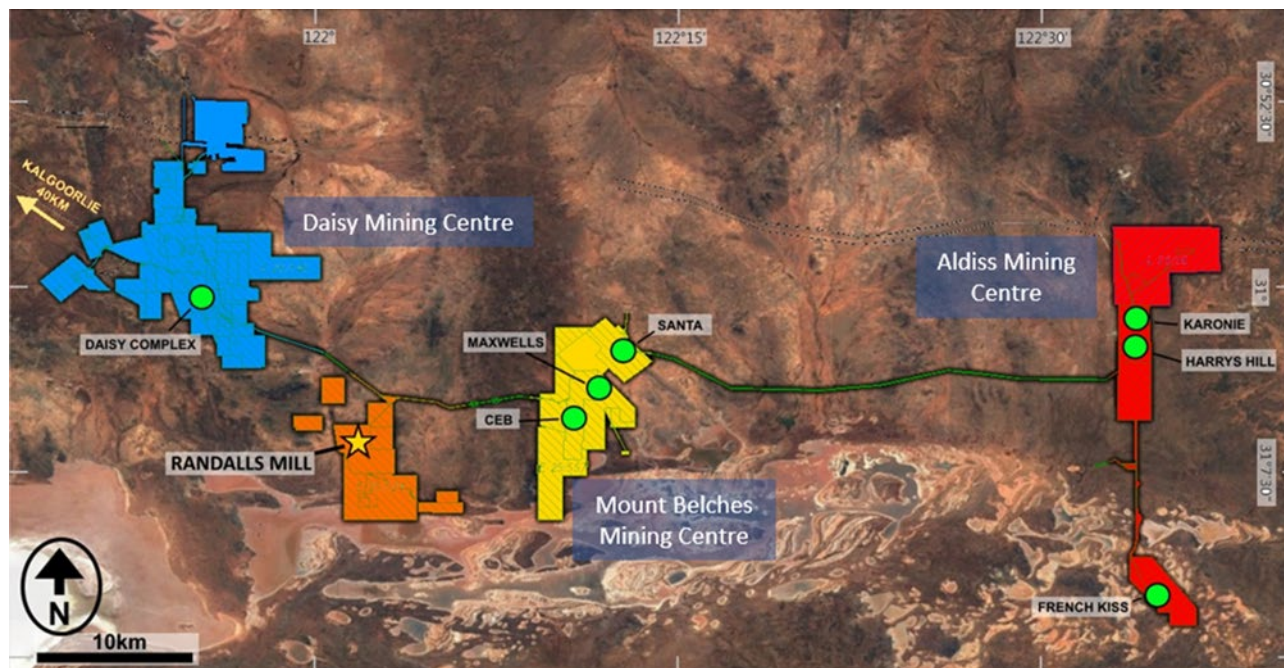 122°
122°15'
122°30'
30°52'30"
KALGOORLIE
40KM
Daisy Mining Centre
Aldiss Mining
Centre
31°
SANTA
KARONIE
MAXWELLS
DAISY COMPLEX
HARRYS HILL
CEB
RANDALLS MILL
31°7'30"
Mount Belches
Mining Centre
FRENCH KISS
N
10km